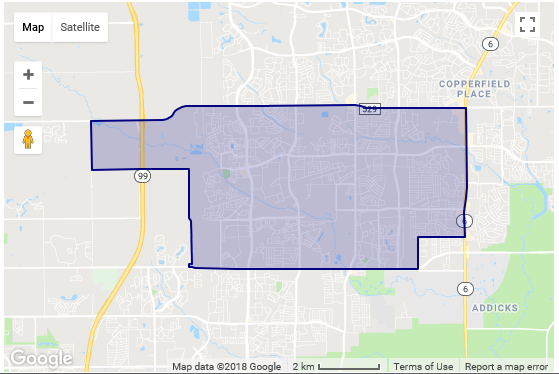 Map Satellite
6
COPPERFIELD
PLACE
529
99
6
6
ADDICKS
Google
Map data ©2018 Google 2 km Terms of Use Report a map error